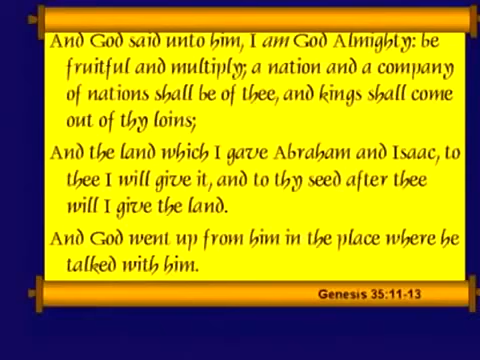 And God said unto him, I am God Almighty: be
fruitful and multiply; a nation and a company
of nations shall be of thee, and kings shall come
out of thy loins;
And the land which I gave Abraham and Isaac, to
thee I will give it, and to thy seed after thee
will I give the land.
And God went up from him in the place where he
talked with him.
Genesis 35:11-13